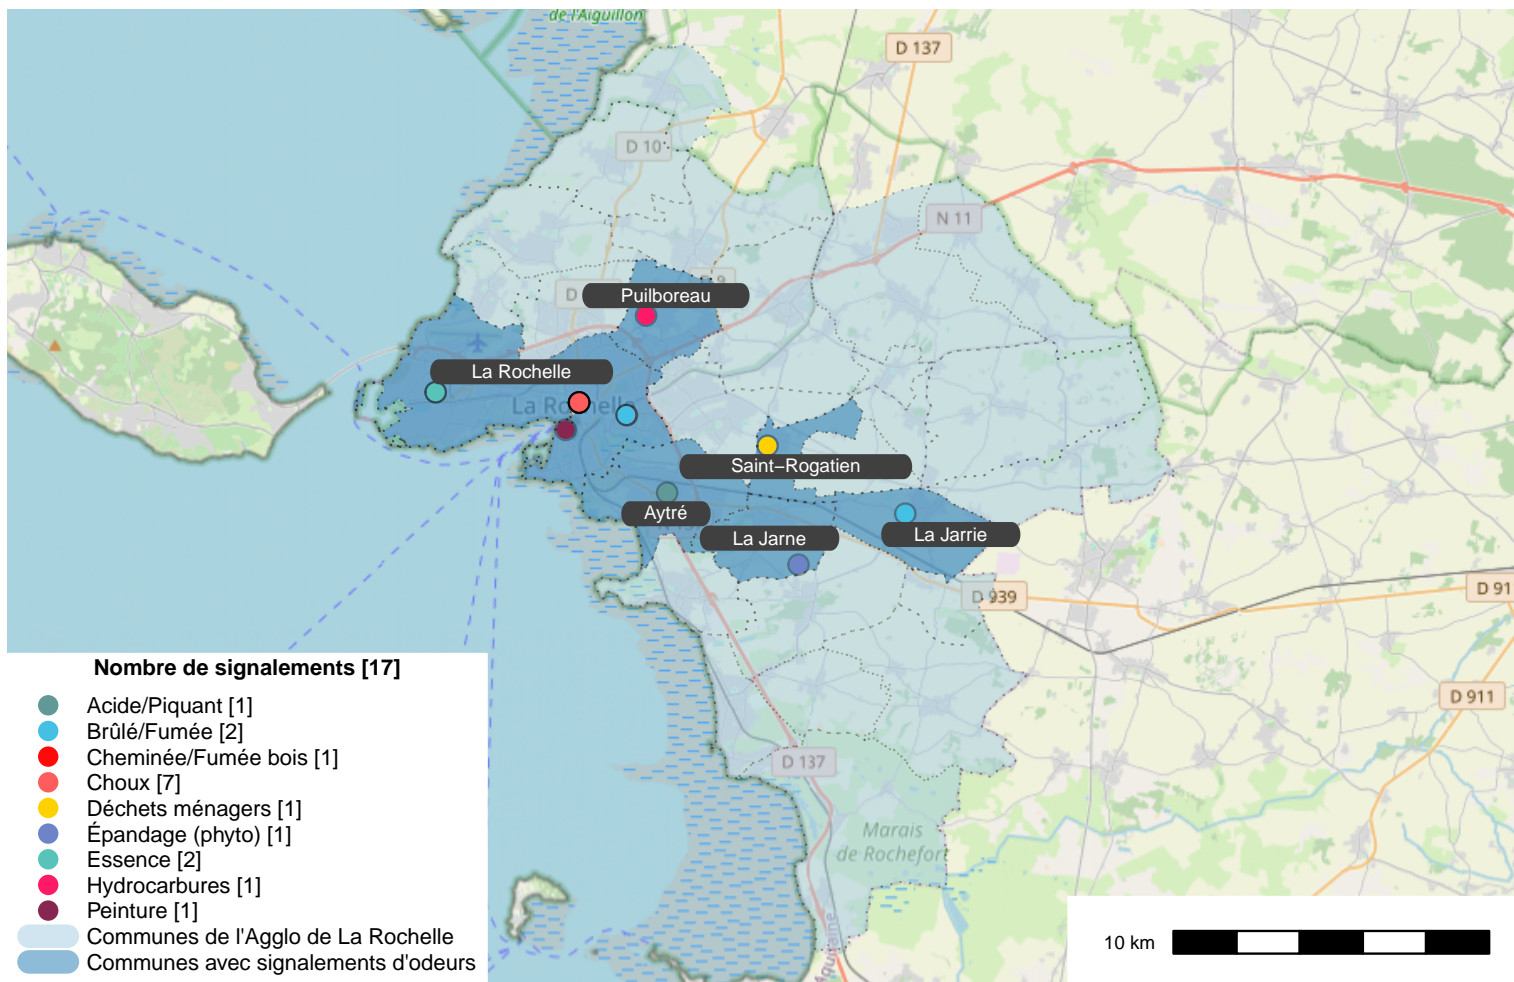 de l'Aiguillon
D 137
D 10
N 11
D 9
D
Puilboreau
La Rochelle
La Rochelle
Saint−Rogatien
Aytré
La Jarne
La Jarrie
D 939
D 91
D 911
D 137
Marais
de Rochefort
Aquitaine
Nombre de signalements [17]
Acide/Piquant [1]
Brûlé/Fumée [2]
Cheminée/Fumée bois [1]
Choux [7]
Déchets ménagers [1]
Épandage (phyto) [1]
Essence [2]
Hydrocarbures [1]
Peinture [1]
Communes de l'Agglo de La Rochelle
Communes avec signalements d'odeurs
10 km